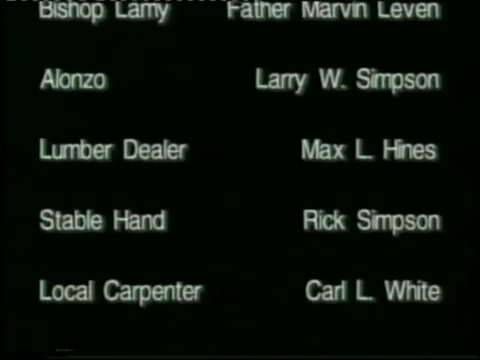 Bishop Lamy Father Marvin Leven
Alonzo Larry W. Simpson
Lumber Dealer Max L. Hines
Stable Hand Rick Simpson
Local Carpenter Carl L. White